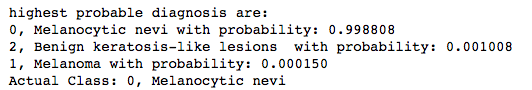 highest probable diagnosis are:
0, Melanocytic nevi with probability: 0.998808
2, Benign keratosis-like lesions  with probability: 0.001008
1, Melanoma with probability: 0.000150
Actual Class: 0, Melanocytic nevi